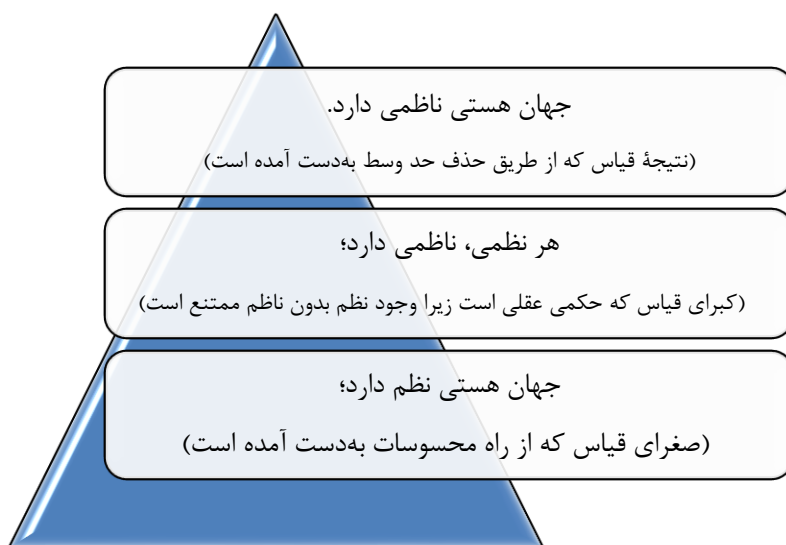 جهان هستی ناظمی دارد.
(نتیجهٔ قیاس که از طریق حذف حد وسط به‌دست آمده است)
هر نظمی، ناظمی دارد؛
(کبرای قیاس که حکمی عقلی است زیرا وجود نظم بدون ناظم ممتنع است)
جهان هستی نظم دارد؛
(صغرای قیاس که از راه محسوسات به‌دست آمده است)